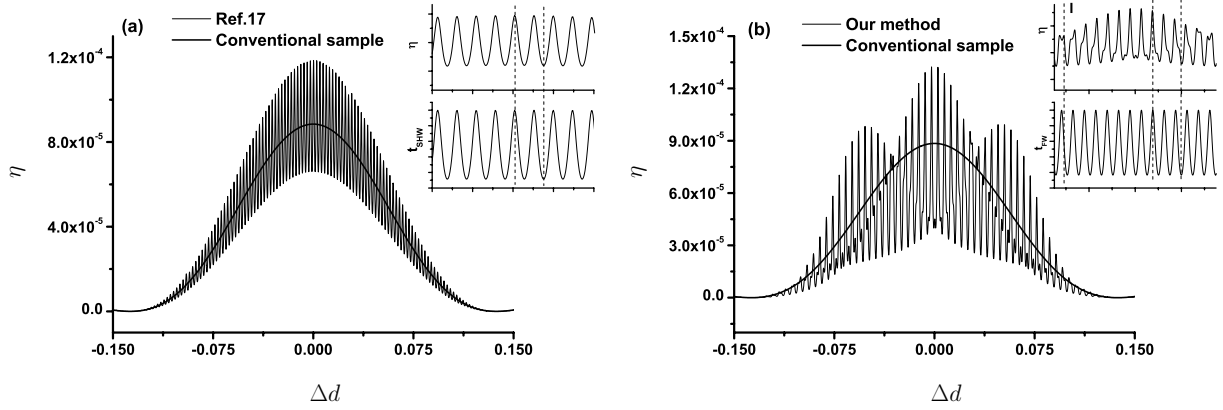 (a)
Ref.17
Conventional sample
1.2x10⁻⁴
8.0x10⁻⁵
4.0x10⁻⁵
0.0
η
-0.150
-0.075
0.000
0.075
0.150
Δd
η
t_SHW
(b)
Our method
Conventional sample
1.5x10⁻⁴
1.2x10⁻⁴
9.0x10⁻⁵
6.0x10⁻⁵
3.0x10⁻⁵
0.0
η
-0.150
-0.075
0.000
0.075
0.150
Δd
I
η
t_FW